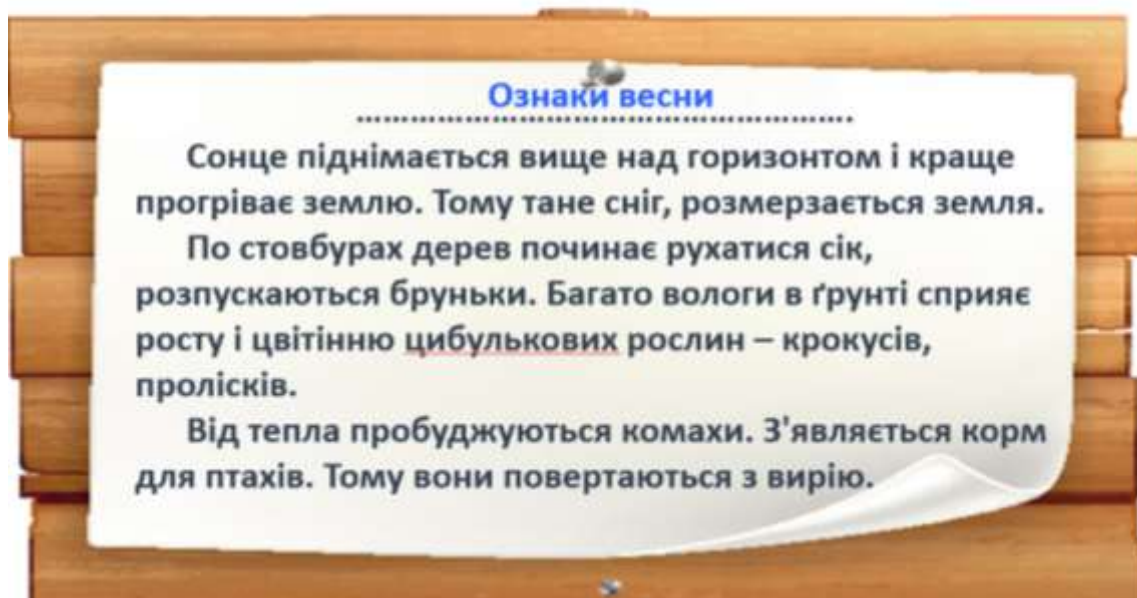 Ознаки весни
……………………………………………….
Сонце піднімається вище над горизонтом і краще
прогріває землю. Тому тане сніг, розмерзається земля.
По стовбурах дерев починає рухатися сік,
розпускаються бруньки. Багато вологи в ґрунті сприяє
росту і цвітінню цибулькових рослин – крокусів,
пролісків.
Від тепла пробуджуються комахи. З'являється корм
для птахів. Тому вони повертаються з вирію.